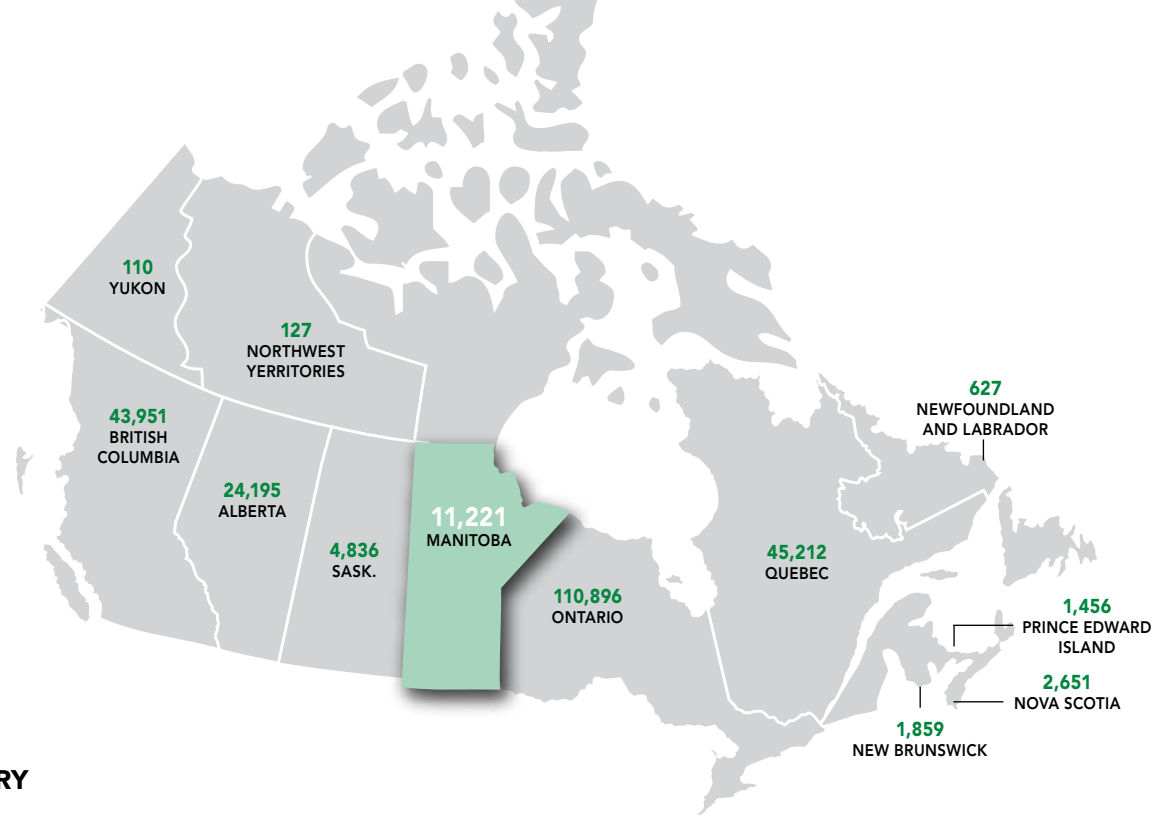 110
YUKON
127
NORTHWEST
YERRITORIES
43,951
BRITISH
COLUMBIA
24,195
ALBERTA
4,836
SASK.
11,221
MANITOBA
110,896
ONTARIO
45,212
QUEBEC
627
NEWFOUNDLAND
AND LABRADOR
1,456
PRINCE EDWARD
ISLAND
2,651
NOVA SCOTIA
1,859
NEW BRUNSWICK
RY